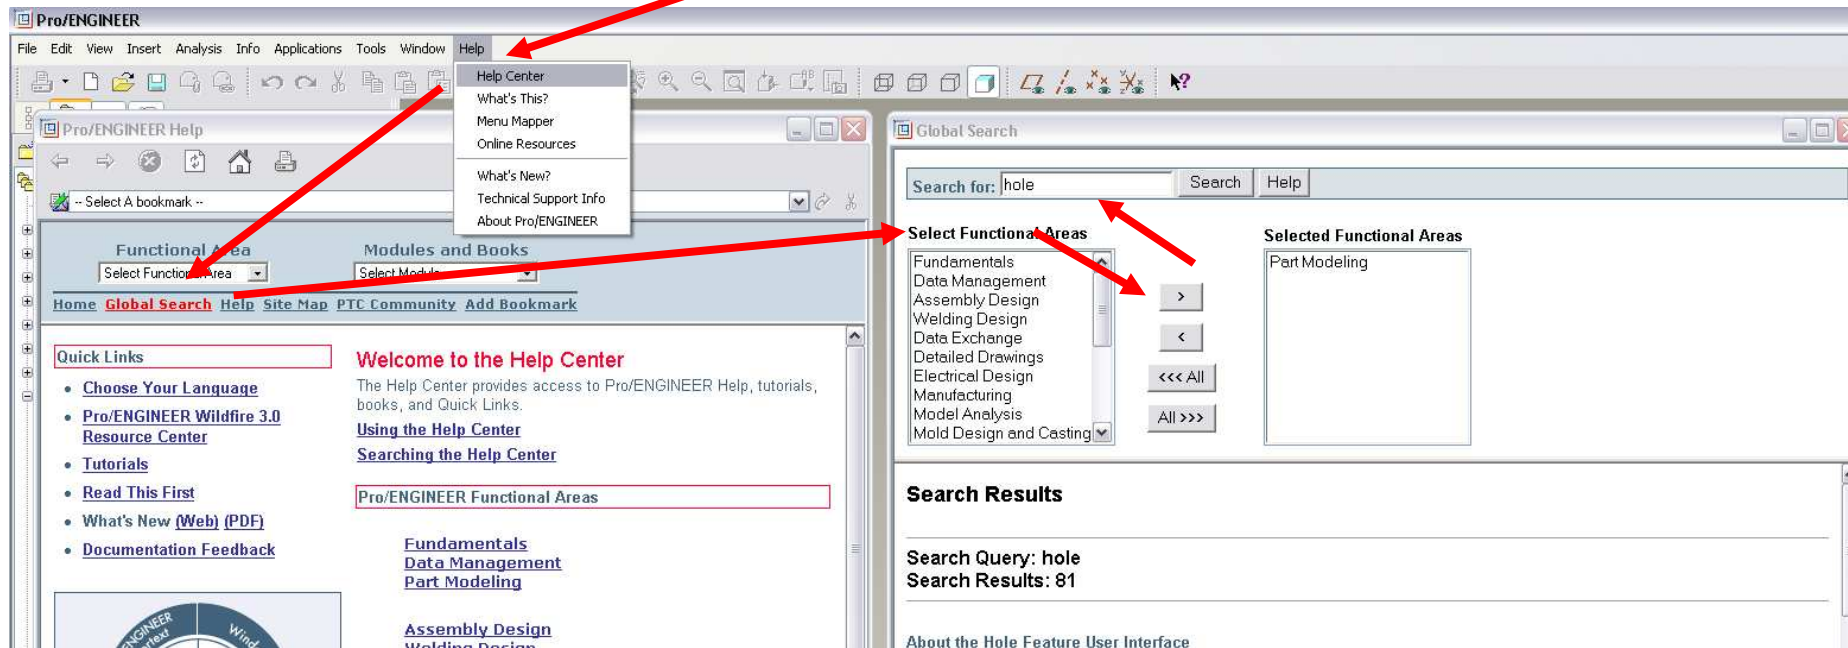 Pro/ENGINEER
File Edit View Insert Analysis Info Applications Tools Window Help
Help Center
What's This?
Menu Mapper
Online Resources
What's New?
Technical Support Info
About Pro/ENGINEER
Pro/ENGINEER Help
-- Select A bookmark --
Functional Area Modules and Books
Select Functional Area Select Module
Home Global Search Help Site Map PTC Community Add Bookmark
Quick Links
Choose Your Language
Pro/ENGINEER Wildfire 3.0
Resource Center
Tutorials
Read This First
What's New (Web) (PDF)
Documentation Feedback
Welcome to the Help Center
The Help Center provides access to Pro/ENGINEER Help, tutorials,
books, and Quick Links.
Using the Help Center
Searching the Help Center
Pro/ENGINEER Functional Areas
Fundamentals
Data Management
Part Modeling
Assembly Design
Welding Design
Global Search
Search for: hole Search Help
Select Functional Areas
Fundamentals
Data Management
Assembly Design
Welding Design
Data Exchange
Detailed Drawings
Electrical Design
Manufacturing
Model Analysis
Mold Design and Casting
>
<
<<< All
All >>>
Selected Functional Areas
Part Modeling
Search Results
Search Query: hole
Search Results: 81
About the Hole Feature User Interface